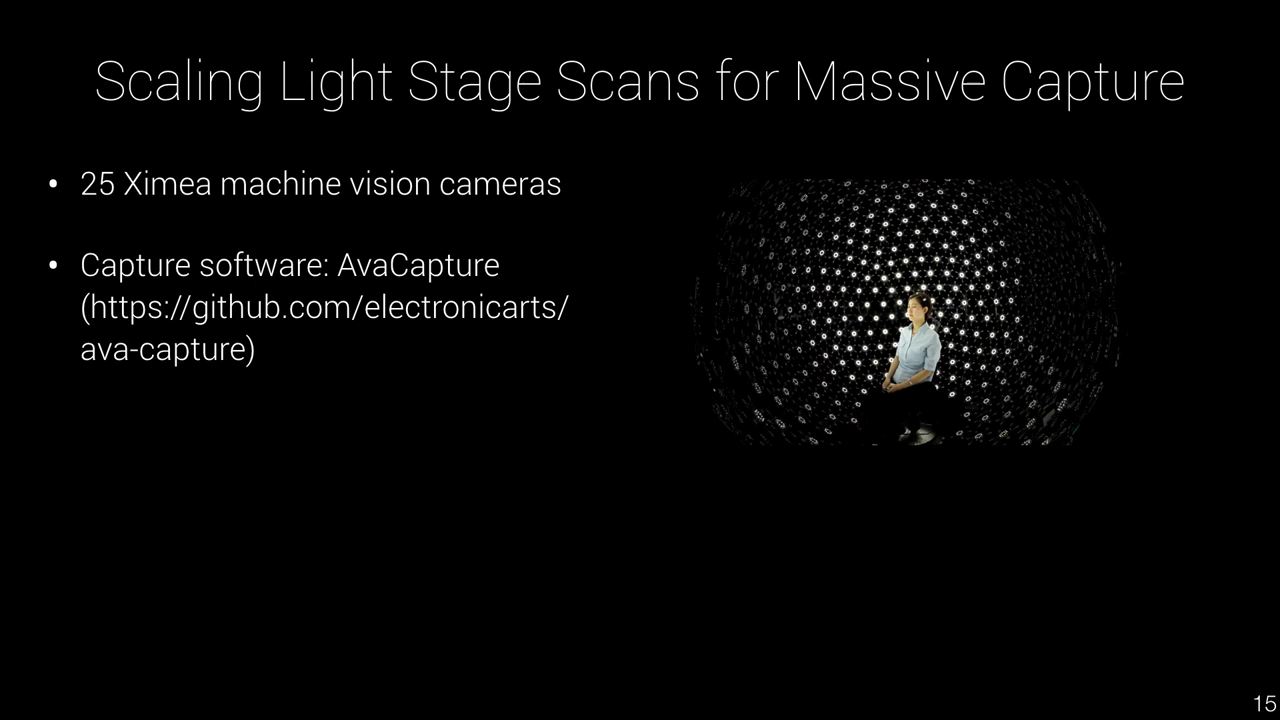 Scaling Light Stage Scans for Massive Capture
• 25 Ximea machine vision cameras
• Capture software: AvaCapture
(https://github.com/electronicarts/
ava-capture)
15